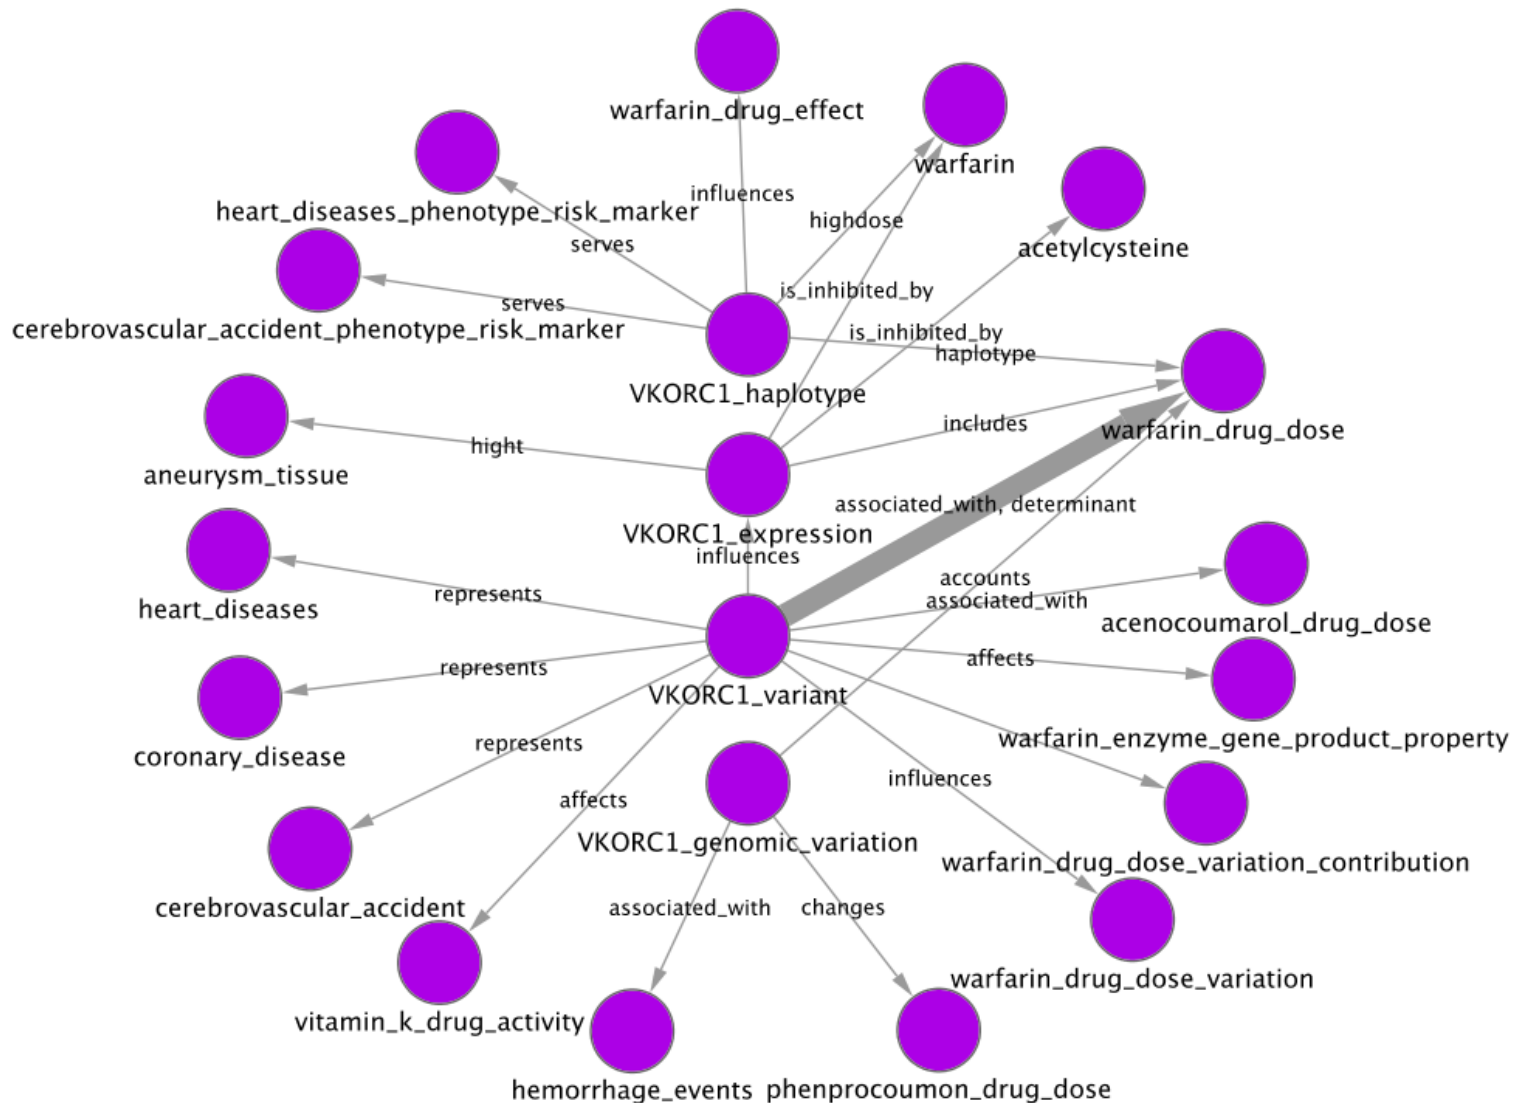 warfarin_drug_effect
warfarin
heart_diseases_phenotype_risk_marker
influences
highdose
acetylcysteine
serves
is_inhibited_by
serves
cerebrovascular_accident_phenotype_risk_marker
is_inhibited_by
haplotype
VKORC1_haplotype
includes
warfarin_drug_dose
hight
aneurysm_tissue
associated_with, determinant
VKORC1_expression
influences
accounts
represents
associated_with
heart_diseases
acenocoumarol_drug_dose
affects
represents
VKORC1_variant
warfarin_enzyme_gene_product_property
represents
coronary_disease
influences
affects
VKORC1_genomic_variation
warfarin_drug_dose_variation_contribution
cerebrovascular_accident
associated_with
changes
warfarin_drug_dose_variation
vitamin_k_drug_activity
hemorrhage_events
phenprocoumon_drug_dose